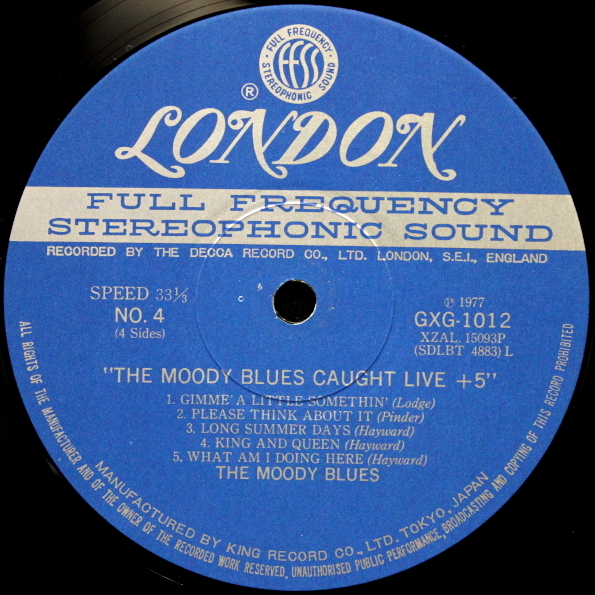 FULL FREQUENCY
FFSS
STEREOPHONIC SOUND
®
LONDON
FULL FREQUENCY
STEREOPHONIC SOUND
RECORDED BY THE DECCA RECORD CO., LTD. LONDON, S.E.I., ENGLAND
SPEED 33⅓
NO. 4
(4 Sides)
℗ 1977
GXG-1012
XZAL. 15093P
(SDLBT 4883) L
"THE MOODY BLUES CAUGHT LIVE +5"
1. GIMME' A LITTLE SOMETHIN' (Lodge)
2. PLEASE THINK ABOUT IT (Pinder)
3. LONG SUMMER DAYS (Hayward)
4. KING AND QUEEN (Hayward)
5. WHAT AM I DOING HERE (Hayward)
THE MOODY BLUES
MANUFACTURED BY KING RECORD CO., LTD. TOKYO, JAPAN
ALL RIGHTS OF THE MANUFACTURER AND OF THE OWNER OF THE RECORDED WORK RESERVED, UNAUTHORISED PUBLIC PERFORMANCE, BROADCASTING AND COPYING OF THIS RECORD PROHIBITED